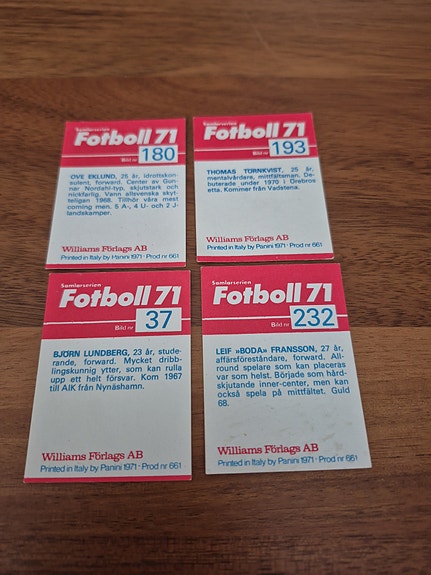 Samlarserien
Fotboll 71
Bild nr 180
OVE EKLUND, 25 år, idrottskon-
sulent, forward. Center av Gun-
nar Nordahl-typ, skjutstark och
nickfarlig. Vann allsvenska skyt-
teligan 1968. Tillhör våra mest
coming men. 5 A-, 4 U- och 2 J-
landskamper.
Williams Förlags AB
Printed in Italy by Panini 1971 · Prod nr 661
Samlarserien
Fotboll 71
Bild nr 193
THOMAS TÖRNKVIST, 25 år,
mentalvårdare, mittfältsman. De-
buterade under 1970 i Örebros
etta. Kommer från Vadstena.
Williams Förlags AB
Printed in Italy by Panini 1971 · Prod nr 661
Samlarserien
Fotboll 71
Bild nr 37
BJÖRN LUNDBERG, 23 år, stude-
rande, forward. Mycket dribb-
lingskunnig ytter, som kan rulla
upp ett helt försvar. Kom 1967
till AIK från Nynäshamn.
Williams Förlags AB
Printed in Italy by Panini 1971 · Prod nr 661
Samlarserien
Fotboll 71
Bild nr 232
LEIF »BODA» FRANSSON, 27 år,
affärsföreståndare, forward. All-
round spelare som kan placeras
var som helst. Började som hård-
skjutande inner-center, men kan
också spela på mittfältet. Guld
68.
Williams Förlags AB
Printed in Italy by Panini 1971 · Prod nr 661